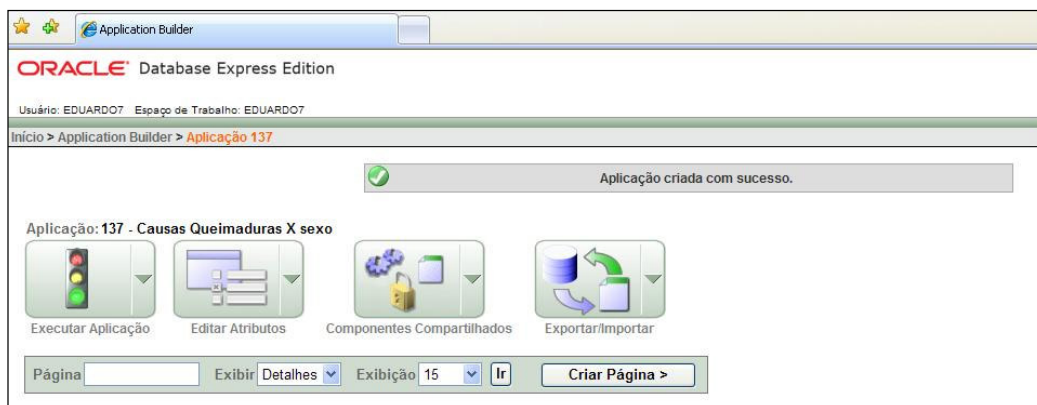 Application Builder
ORACLE Database Express Edition
Usuário: EDUARDO7 Espaço de Trabalho: EDUARDO7
Início > Application Builder > Aplicação 137
Aplicação criada com sucesso.
Aplicação: 137 - Causas Queimaduras X sexo
Executar Aplicação Editar Atributos Componentes Compartilhados Exportar/Importar
Página Exibir Detalhes Exibição 15 Ir Criar Página >